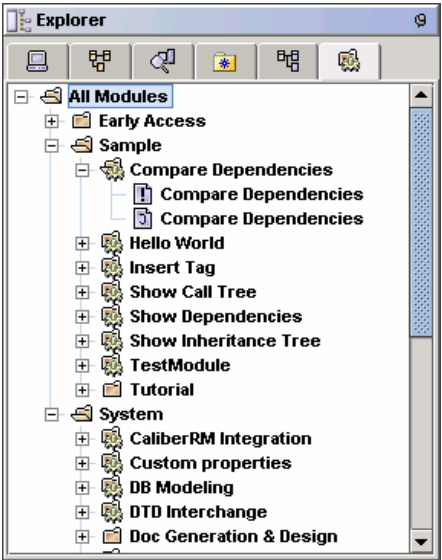 Explorer
All Modules
Early Access
Sample
Compare Dependencies
Compare Dependencies
Compare Dependencies
Hello World
Insert Tag
Show Call Tree
Show Dependencies
Show Inheritance Tree
TestModule
Tutorial
System
CaliberRM Integration
Custom properties
DB Modeling
DTD Interchange
Doc Generation & Design